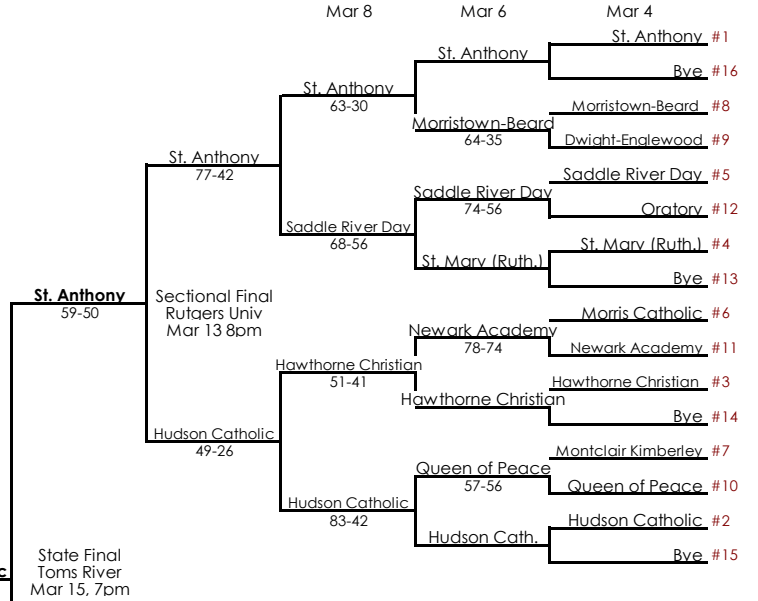 Mar 8 Mar 6 Mar 4
St. Anthony #1
St. Anthony
Bye #16
St. Anthony
63-30
Morristown-Beard #8
Morristown-Beard
64-35
Dwight-Englewood #9
St. Anthony
77-42
Saddle River Day #5
Saddle River Day
74-56
Oratory #12
Saddle River Day
68-56
St. Mary (Ruth.) #4
St. Mary (Ruth.)
Bye #13
St. Anthony
59-50
Sectional Final
Rutgers Univ
Mar 13 8pm
Morris Catholic #6
Newark Academy
78-74
Newark Academy #11
Hawthorne Christian
51-41
Hawthorne Christian #3
Hawthorne Christian
Bye #14
Hudson Catholic
49-26
Montclair Kimberley #7
Queen of Peace
57-56
Queen of Peace #10
Hudson Catholic
83-42
Hudson Catholic #2
Hudson Cath.
Bye #15
State Final
Toms River
Mar 15, 7pm
c